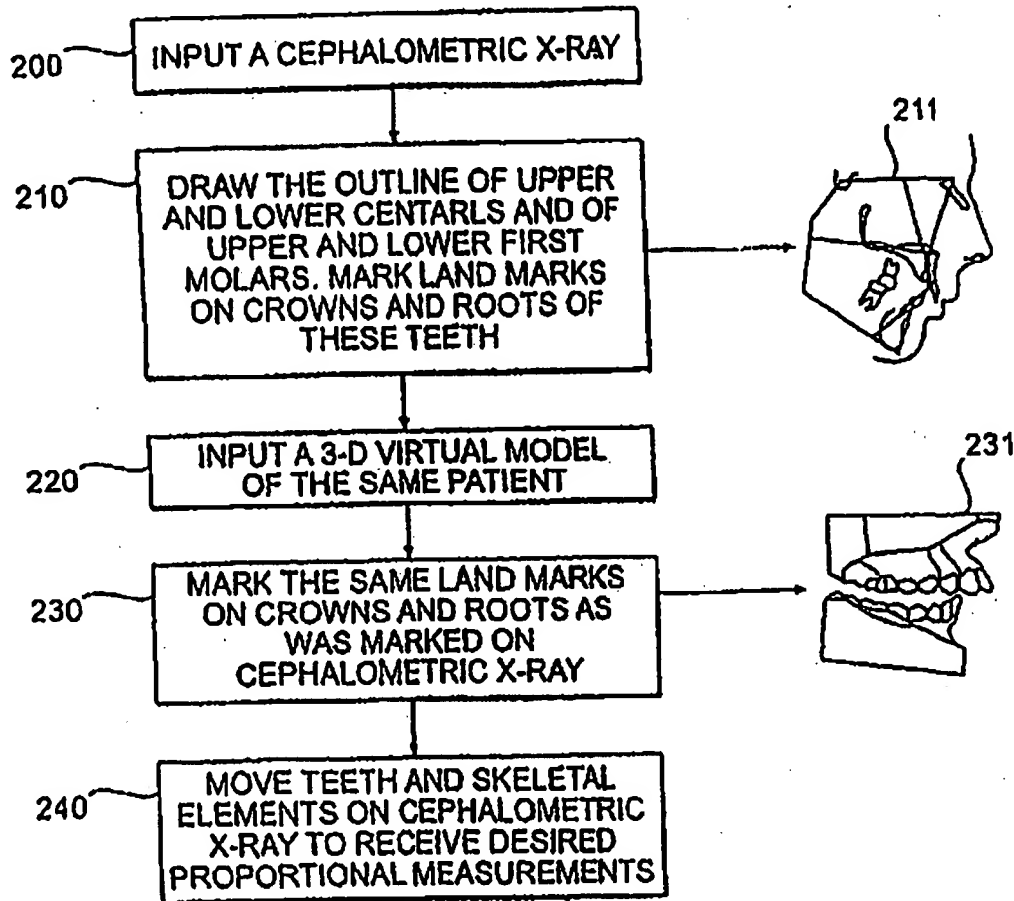 200
INPUT A CEPHALOMETRIC X-RAY
210
DRAW THE OUTLINE OF UPPER
AND LOWER CENTARLS AND OF
UPPER AND LOWER FIRST
MOLARS. MARK LAND MARKS
ON CROWNS AND ROOTS OF
THESE TEETH
211
220
INPUT A 3-D VIRTUAL MODEL
OF THE SAME PATIENT
230
MARK THE SAME LAND MARKS
ON CROWNS AND ROOTS AS
WAS MARKED ON
CEPHALOMETRIC X-RAY
231
240
MOVE TEETH AND SKELETAL
ELEMENTS ON CEPHALOMETRIC
X-RAY TO RECEIVE DESIRED
PROPORTIONAL MEASUREMENTS